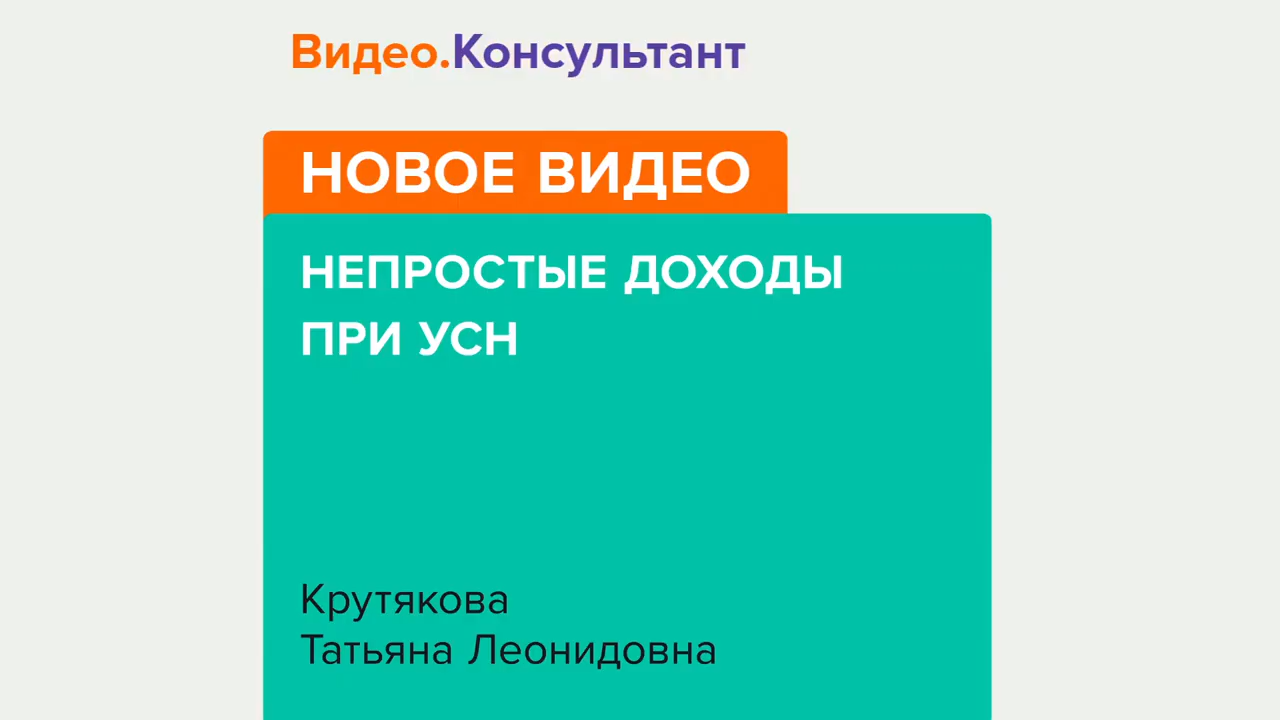 Видео.Консультант
НОВОЕ ВИДЕО
НЕПРОСТЫЕ ДОХОДЫ
ПРИ УСН
Крутякова
Татьяна Леонидовна